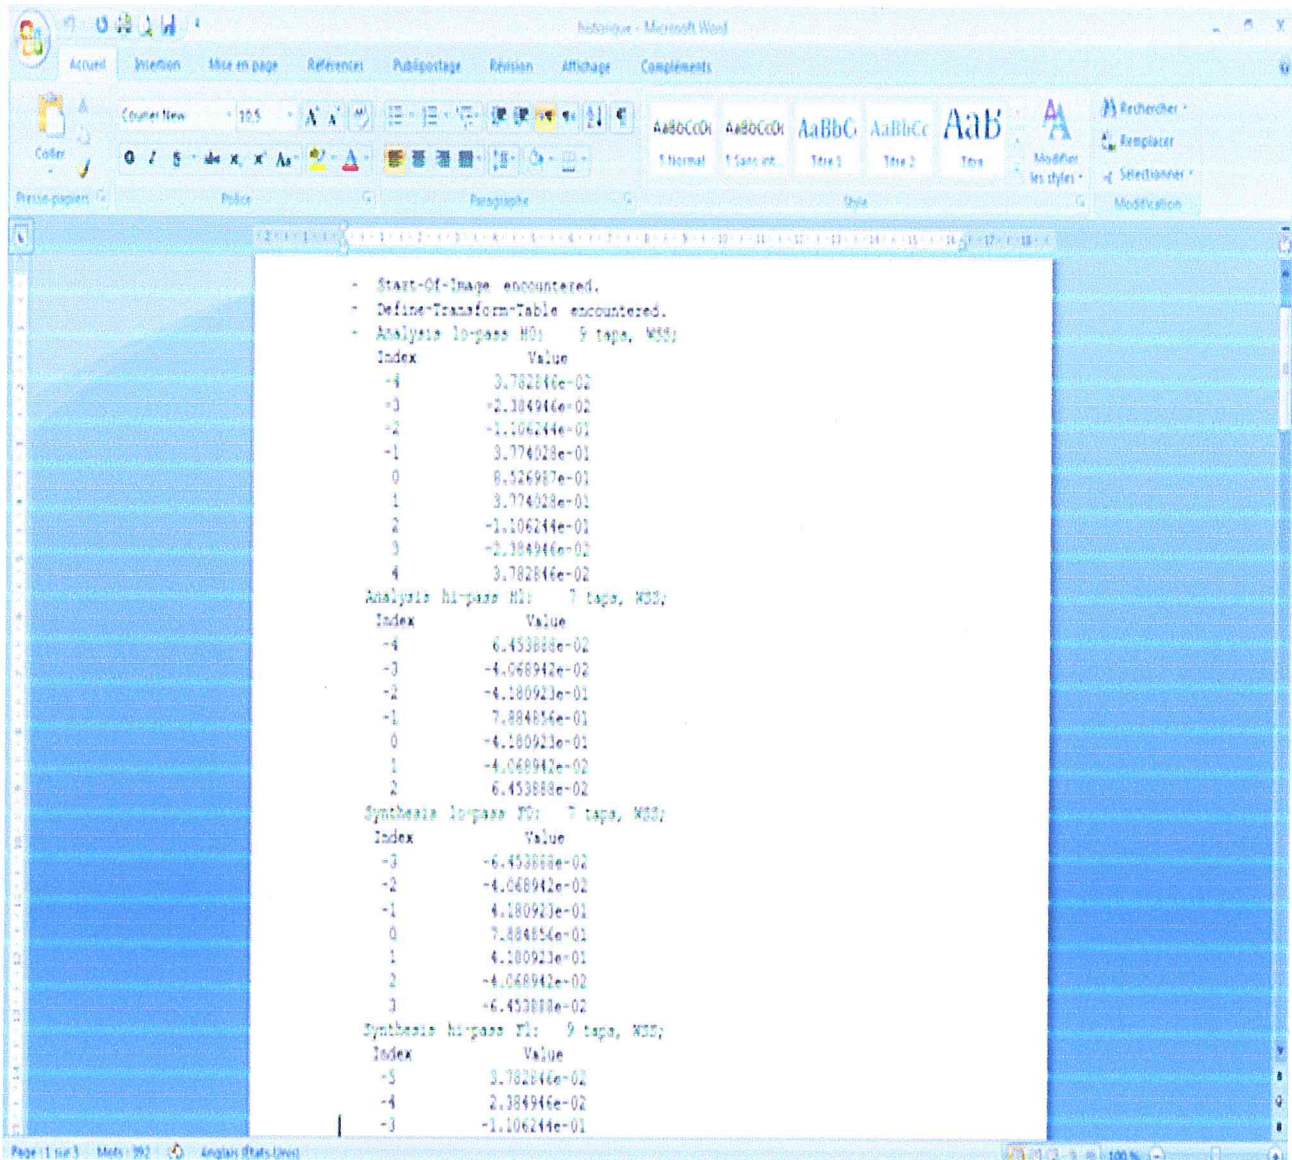 historique - Microsoft Word
Accueil Insertion Mise en page Références Publipostage Révision Affichage Compléments
Courier New 10,5
Coller
G I S abc
AaBbCcDc AaBbCcDc AaBbC AaBbCc AaB
¶ Normal ¶ Sans int... Titre 1 Titre 2 Titre
Modifier les styles
Rechercher
Remplacer
Sélectionner
Presse-papiers Police Paragraphe Style Modification
- Start-Of-Image encountered.
- Define-Transform-Table encountered.
- Analysis lo-pass H0: 9 taps, WSS;
Index Value
-4 3.782846e-02
-3 -2.384946e-02
-2 -1.106244e-01
-1 3.774028e-01
0 8.526987e-01
1 3.774028e-01
2 -1.106244e-01
3 -2.384946e-02
4 3.782846e-02
Analysis hi-pass H1: 7 taps, WSS;
Index Value
-4 6.453888e-02
-3 -4.068942e-02
-2 -4.180923e-01
-1 7.884856e-01
0 -4.180923e-01
1 -4.068942e-02
2 6.453888e-02
Synthesis lo-pass F0: 7 taps, WSS;
Index Value
-3 -6.453888e-02
-2 -4.068942e-02
-1 4.180923e-01
0 7.884856e-01
1 4.180923e-01
2 -4.068942e-02
3 -6.453888e-02
Synthesis hi-pass F1: 9 taps, WSS;
Index Value
-5 3.782846e-02
-4 2.384946e-02
-3 -1.106244e-01
Page : 1 sur 3 Mots : 392 Anglais (États-Unis) 100 %